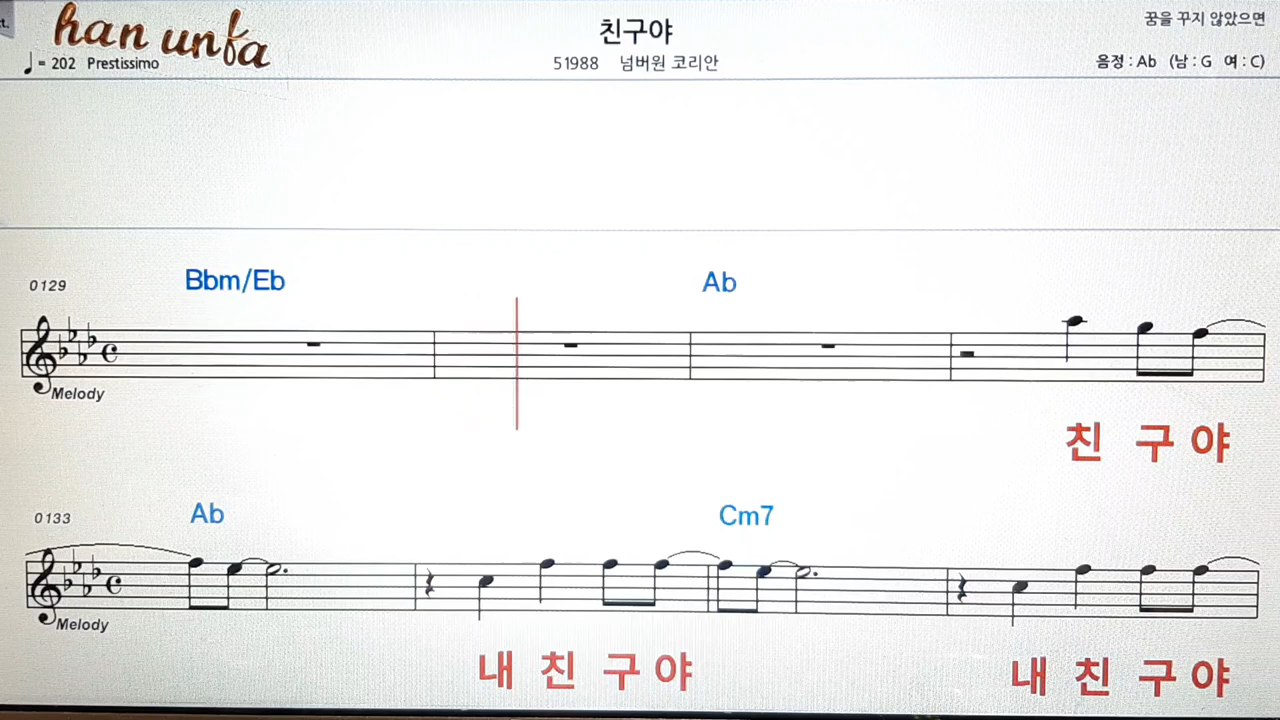 han unfa
친구야
꿈을 꾸지 않았으면
♩= 202 Prestissimo
51988 넘버원 코리안
음정 : Ab (남 : G 여 : C)
0129
Bbm/Eb
Ab
Melody
친 구 야
0133
Ab
Cm7
Melody
내 친 구 야 내 친 구 야